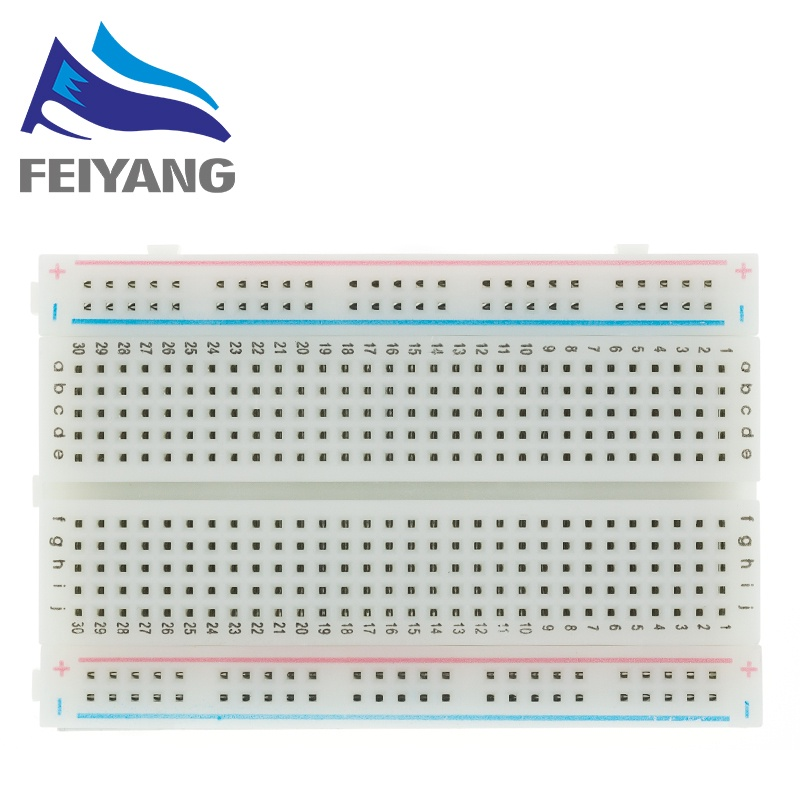 FEIYANG
+ +
- -
30 29 28 27 26 25 24 23 22 21 20 19 18 17 16 15 14 13 12 11 10 9 8 7 6 5 4 3 2 1
a a
b b
c c
d d
e e
f f
g g
h h
i i
j j
30 29 28 27 26 25 24 23 22 21 20 19 18 17 16 15 14 13 12 11 10 9 8 7 6 5 4 3 2 1
+ +
- -